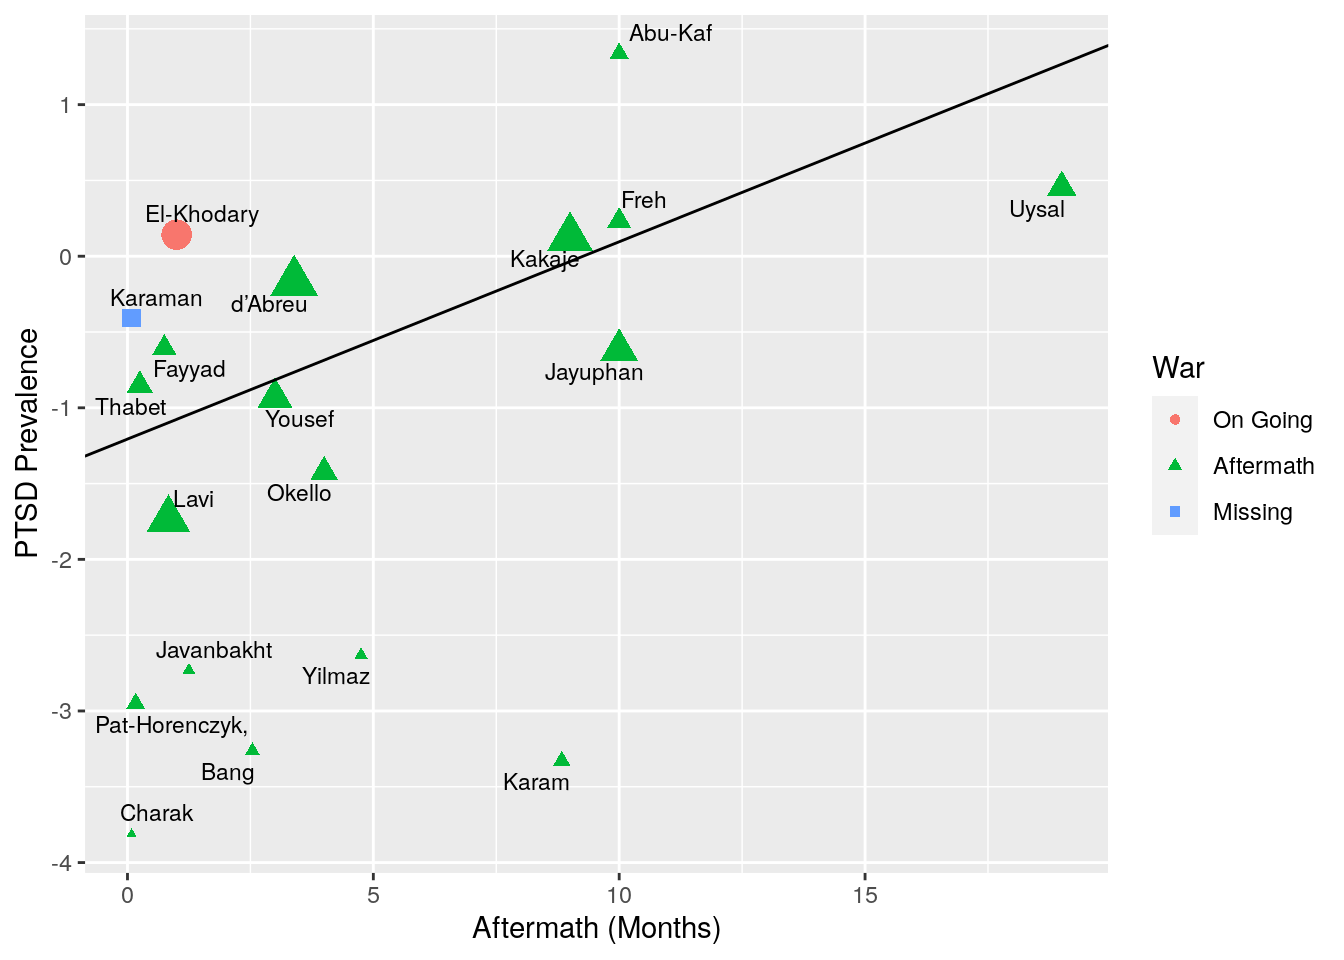 Abu-Kaf
1
Freh
Uysal
El-Khodary
0
Kakaje
Karaman
d’Abreu
Fayyad
Jayuphan
Thabet
-1
Yousef
Okello
Lavi
-2
Javanbakht
Yilmaz
-3
Pat-Horenczyk,
Bang
Karam
Charak
-4
0
5
10
15
Aftermath (Months)
PTSD Prevalence
War
On Going
Aftermath
Missing